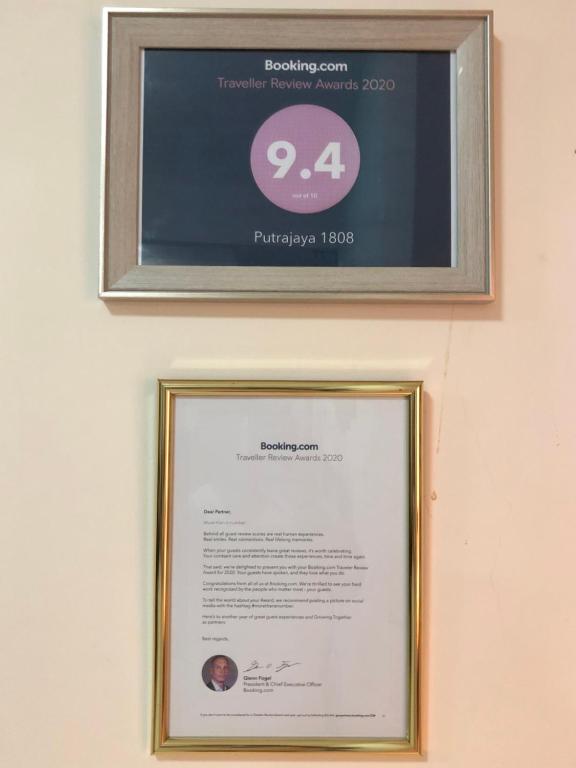 Booking.com
Traveller Review Awards 2020
9.4
out of 10
Putrajaya 1808
Booking.com
Traveller Review Awards 2020
Dear Partner,
More than a number
Behind all guest review scores are real human experiences.
Real smiles. Real connections. Real lifelong memories.
When your guests consistently leave great reviews, it's worth celebrating.
Your constant care and attention create those experiences, time and time again.
That said, we're delighted to present you with your Booking.com Traveller Review
Award for 2020. Your guests have spoken, and they love what you do.
Congratulations from all of us at Booking.com. We're thrilled to see your hard
work recognized by the people who matter most - your guests.
To tell the world about your Award, we recommend posting a picture on social
media with the hashtag #morethananumber.
Here's to another year of great guest experiences and Growing Together
as partners
Best regards,
Glenn Fogel
President & Chief Executive Officer
Booking.com